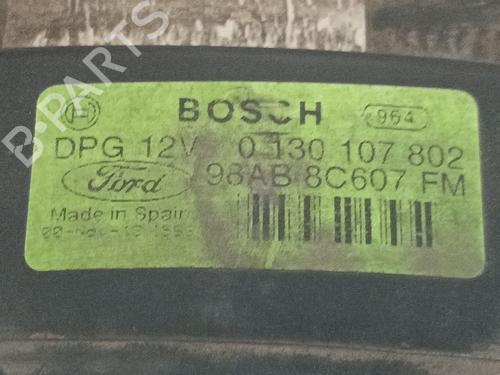 BOSCH 964
DPG 12V 0 130 107 802
Ford 98AB 8C607 FM
Made in Spain
B-PARTS